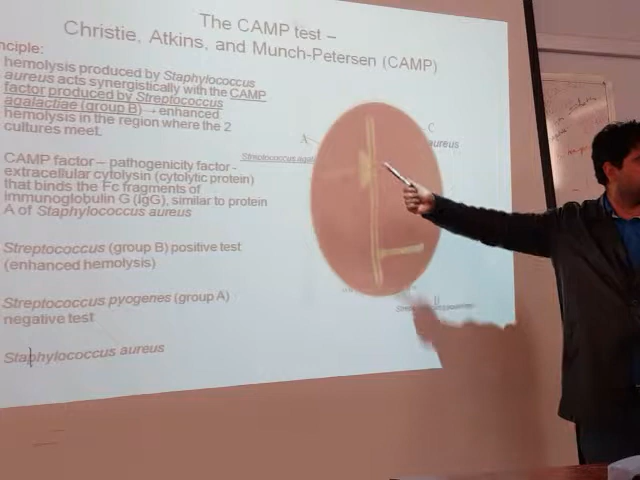 The CAMP test –
Christie, Atkins, and Munch-Petersen (CAMP)
nciple:
hemolysis produced by Staphylococcus
aureus acts synergistically with the CAMP
factor produced by Streptococcus
agalactiae (group B) → enhanced
hemolysis in the region where the 2
cultures meet.
CAMP factor – pathogenicity factor -
extracellular cytolysin (cytolytic protein)
that binds the Fc fragments of
immunoglobulin G (IgG), similar to protein
A of Staphylococcus aureus
Streptococcus (group B) positive test
(enhanced hemolysis)
Streptococcus pyogenes (group A)
negative test
Staphylococcus aureus
A
Streptococcus agal
C
aureus
B